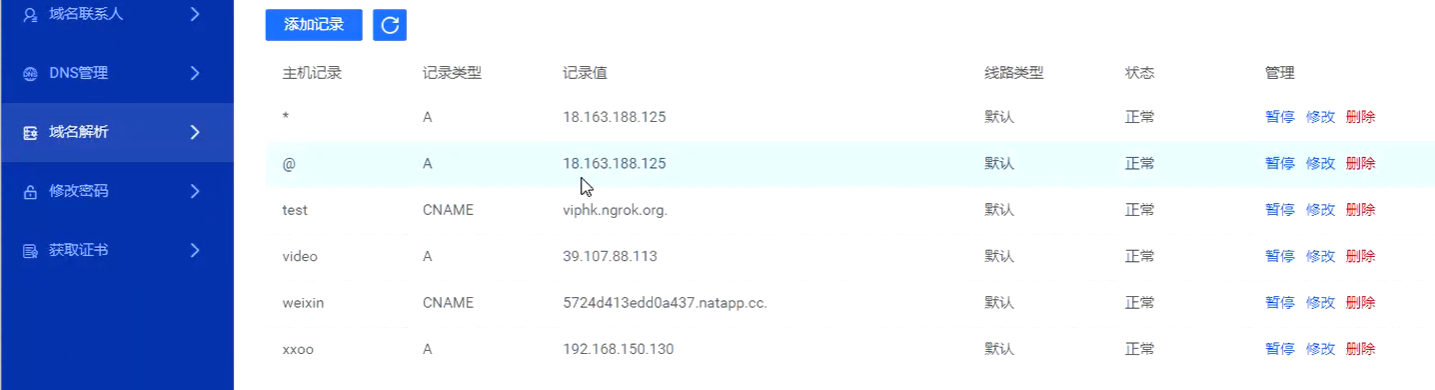 域名联系人
DNS管理
域名解析
修改密码
获取证书
添加记录
主机记录 记录类型 记录值 线路类型 状态 管理
* A 18.163.188.125 默认 正常 暂停 修改 删除
@ A 18.163.188.125 默认 正常 暂停 修改 删除
test CNAME viphk.ngrok.org. 默认 正常 暂停 修改 删除
video A 39.107.88.113 默认 正常 暂停 修改 删除
weixin CNAME 5724d413edd0a437.natapp.cc. 默认 正常 暂停 修改 删除
xxoo A 192.168.150.130 默认 正常 暂停 修改 删除